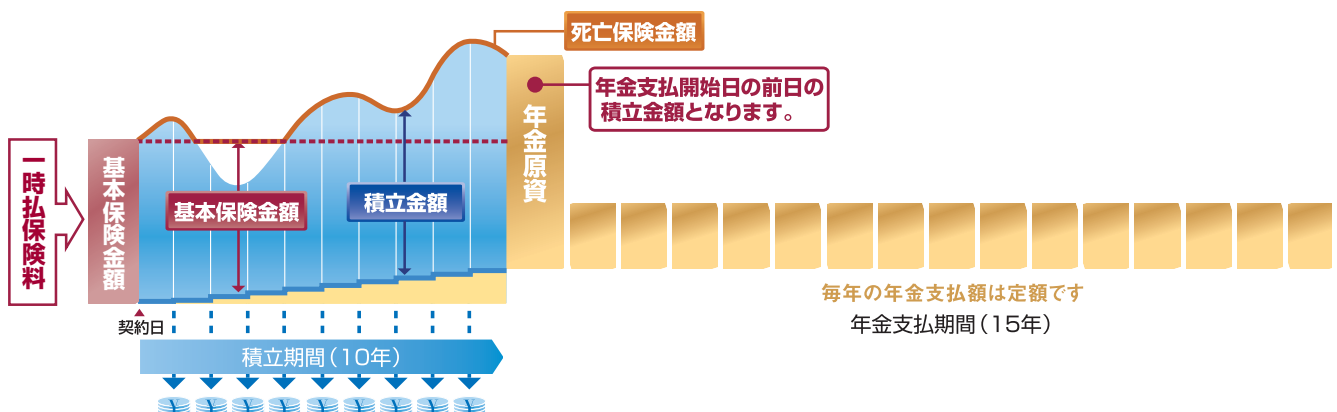 死亡保険金額
年金支払開始日の前日の
積立金額となります。
年金原資
一時払保険料
基本保険金額
基本保険金額
積立金額
毎年の年金支払額は定額です
年金支払期間(15年)
契約日
積立期間(10年)
¥ ¥ ¥ ¥ ¥ ¥ ¥ ¥ ¥